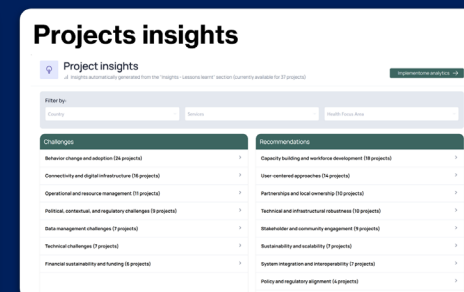 Projects insights
Project insights
Insights automatically generated from the "Insights - Lessons learnt" section (currently available for 37 projects)
Implementome analytics →
Filter by:
Country
Services
Health Focus Area
Challenges
Behavior change and adoption (24 projects)
Connectivity and digital infrastructure (16 projects)
Operational and resource management (11 projects)
Political, contextual, and regulatory challenges (9 projects)
Data management challenges (7 projects)
Technical challenges (7 projects)
Financial sustainability and funding (6 projects)
Recommendations
Capacity building and workforce development (18 projects)
User-centered approaches (14 projects)
Partnerships and local ownership (10 projects)
Technical and infrastructural robustness (10 projects)
Stakeholder and community engagement (9 projects)
Sustainability and scalability (7 projects)
System integration and interoperability (7 projects)
Policy and regulatory alignment (4 projects)